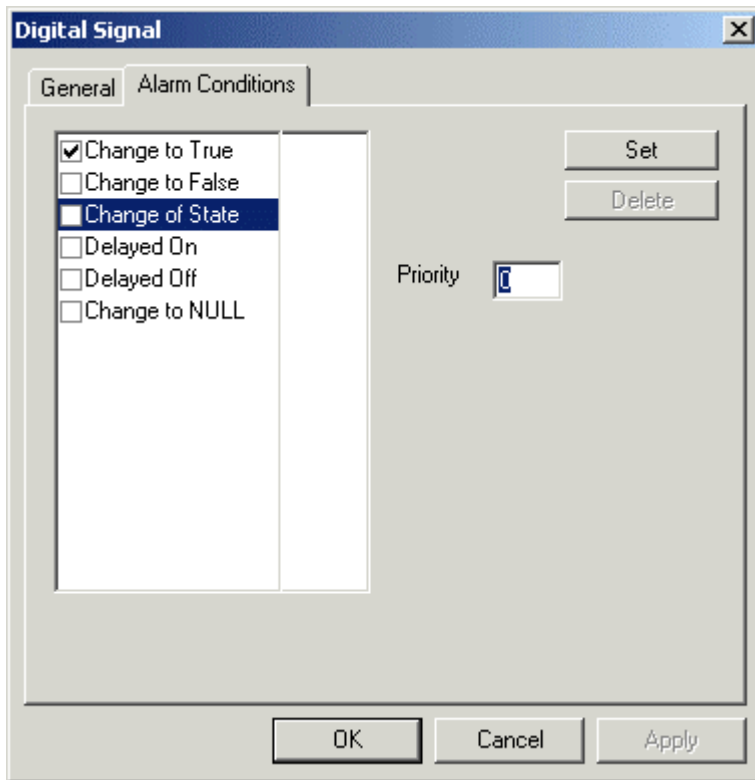 Digital Signal
General Alarm Conditions
Change to True
Set
Change to False
Delete
Change of State
Delayed On
Delayed Off
Priority 0
Change to NULL
OK Cancel Apply